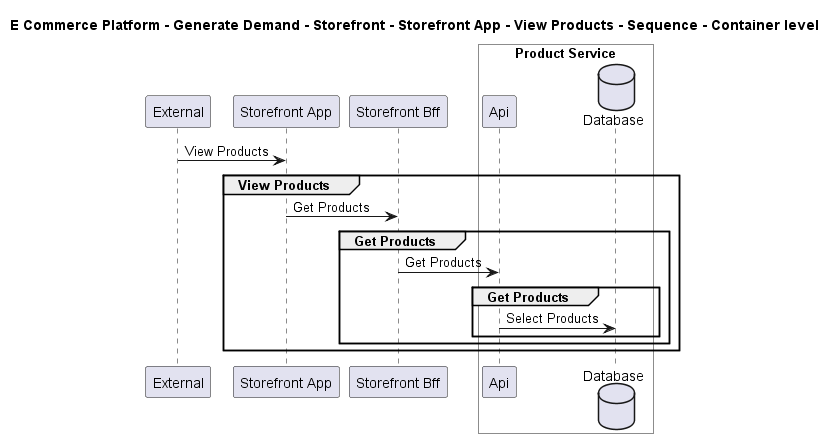 E Commerce Platform - Generate Demand - Storefront - Storefront App - View Products - Sequence - Container level
Product Service
External
Storefront App
Storefront Bff
Api
Database
View Products
View Products
Get Products
Get Products
Get Products
Get Products
Select Products
External
Storefront App
Storefront Bff
Api
Database